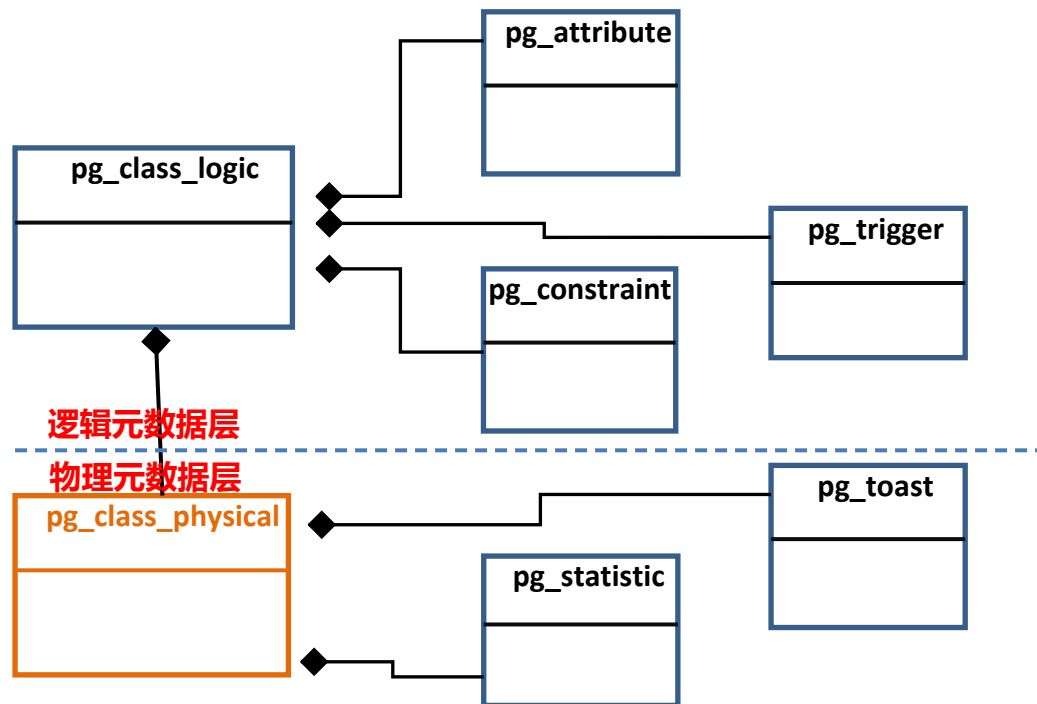 pg_attribute
pg_class_logic
pg_trigger
pg_constraint
逻辑元数据层
物理元数据层
pg_toast
pg_class_physical
pg_statistic